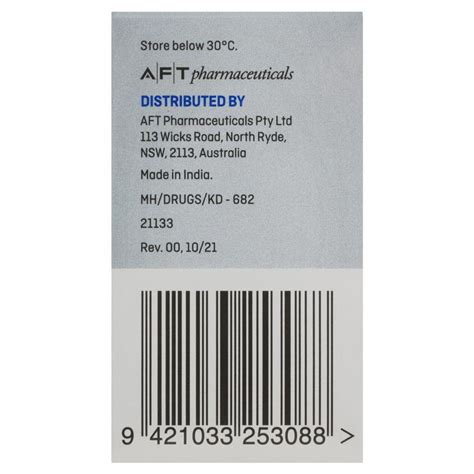 Store below 30°C.
A|F|T pharmaceuticals
DISTRIBUTED BY
AFT Pharmaceuticals Pty Ltd
113 Wicks Road, North Ryde,
NSW, 2113, Australia
Made in India.
MH/DRUGS/KD - 682
21133
Rev. 00, 10/21
9 421033 253088 >